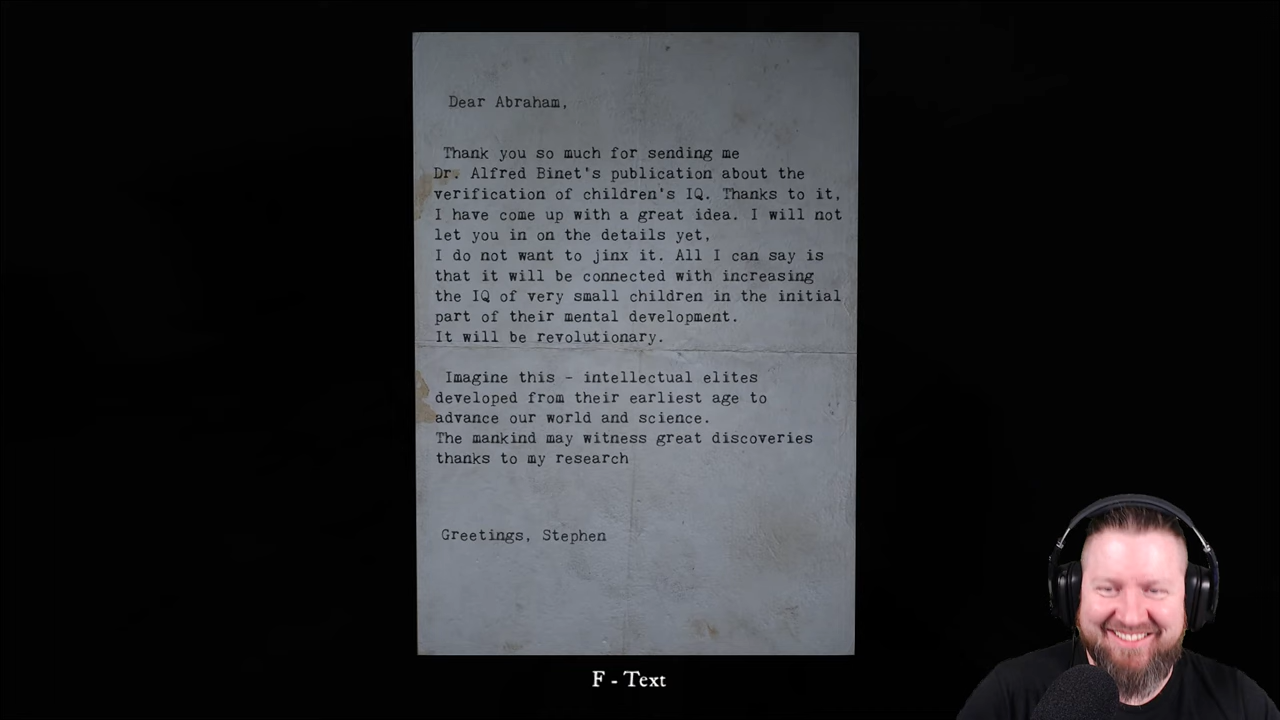 Dear Abraham,
Thank you so much for sending me
Dr. Alfred Binet's publication about the
verification of children's IQ. Thanks to it,
I have come up with a great idea. I will not
let you in on the details yet,
I do not want to jinx it. All I can say is
that it will be connected with increasing
the IQ of very small children in the initial
part of their mental development.
It will be revolutionary.
Imagine this - intellectual elites
developed from their earliest age to
advance our world and science.
The mankind may witness great discoveries
thanks to my research
Greetings, Stephen
F - Text